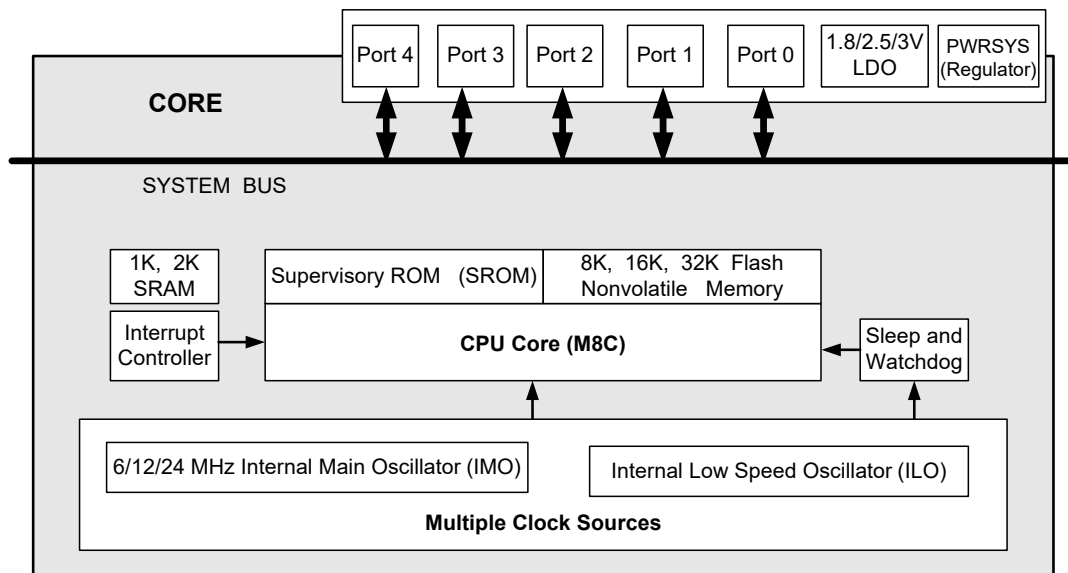 Port 4
Port 3
Port 2
Port 1
Port 0
1.8/2.5/3V
LDO
PWRSYS
(Regulator)
CORE
SYSTEM BUS
1K, 2K
SRAM
Supervisory ROM (SROM)
8K, 16K, 32K Flash
Nonvolatile Memory
Interrupt
Controller
CPU Core (M8C)
Sleep and
Watchdog
6/12/24 MHz Internal Main Oscillator (IMO)
Internal Low Speed Oscillator (ILO)
Multiple Clock Sources